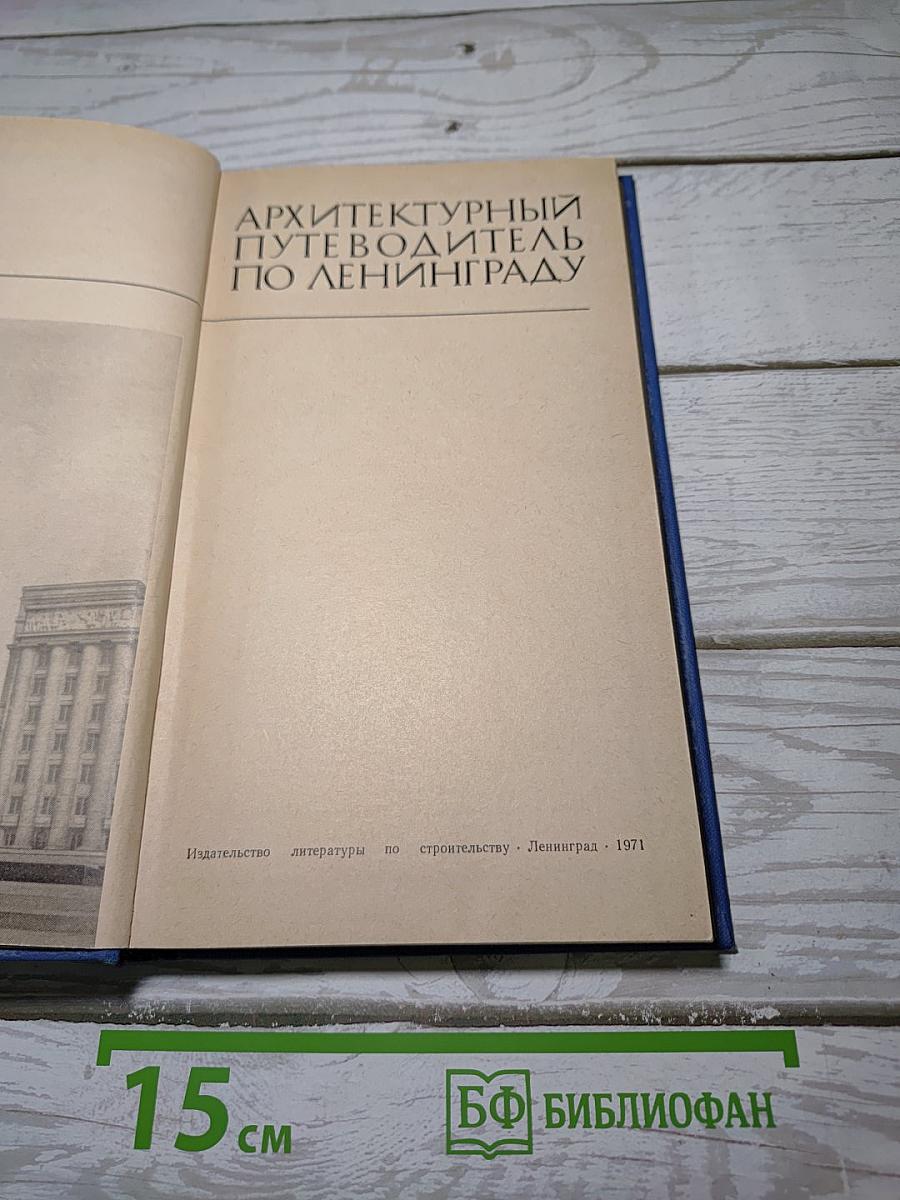 АРХИТЕКТУРНЫЙ
ПУТЕВОДИТЕЛЬ
ПО ЛЕНИНГРАДУ
Издательство литературы по строительству · Ленинград · 1971
15 см
БФ БИБЛИОФАН